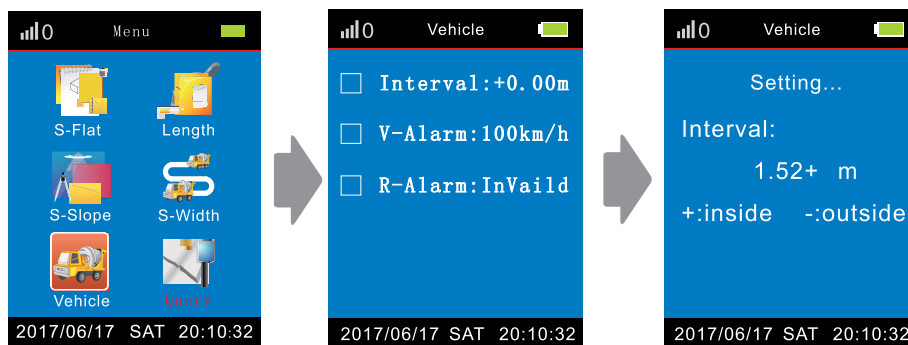 0 Menu
S-Flat Length
S-Slope S-Width
Vehicle Query
2017/06/17 SAT 20:10:32
0 Vehicle
Interval:+0.00m
V-Alarm:100km/h
R-Alarm:InVaild
2017/06/17 SAT 20:10:32
0 Vehicle
Setting...
Interval:
1.52+ m
+:inside -:outside
2017/06/17 SAT 20:10:32